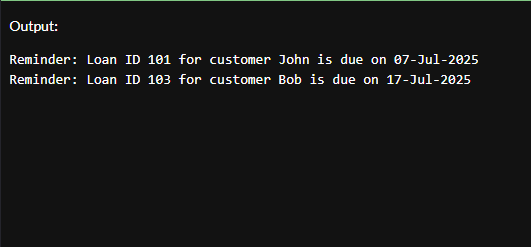 Output:
Reminder: Loan ID 101 for customer John is due on 07-Jul-2025
Reminder: Loan ID 103 for customer Bob is due on 17-Jul-2025